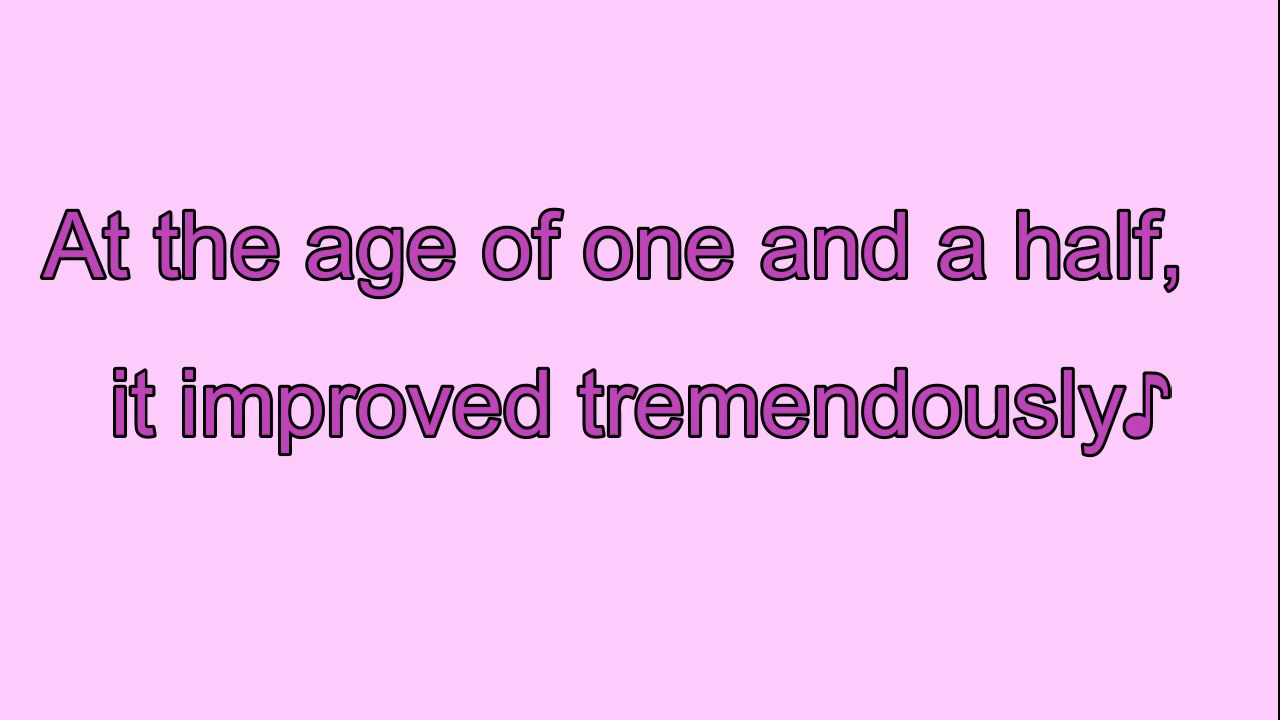 At the age of one and a half,
it improved tremendously♪